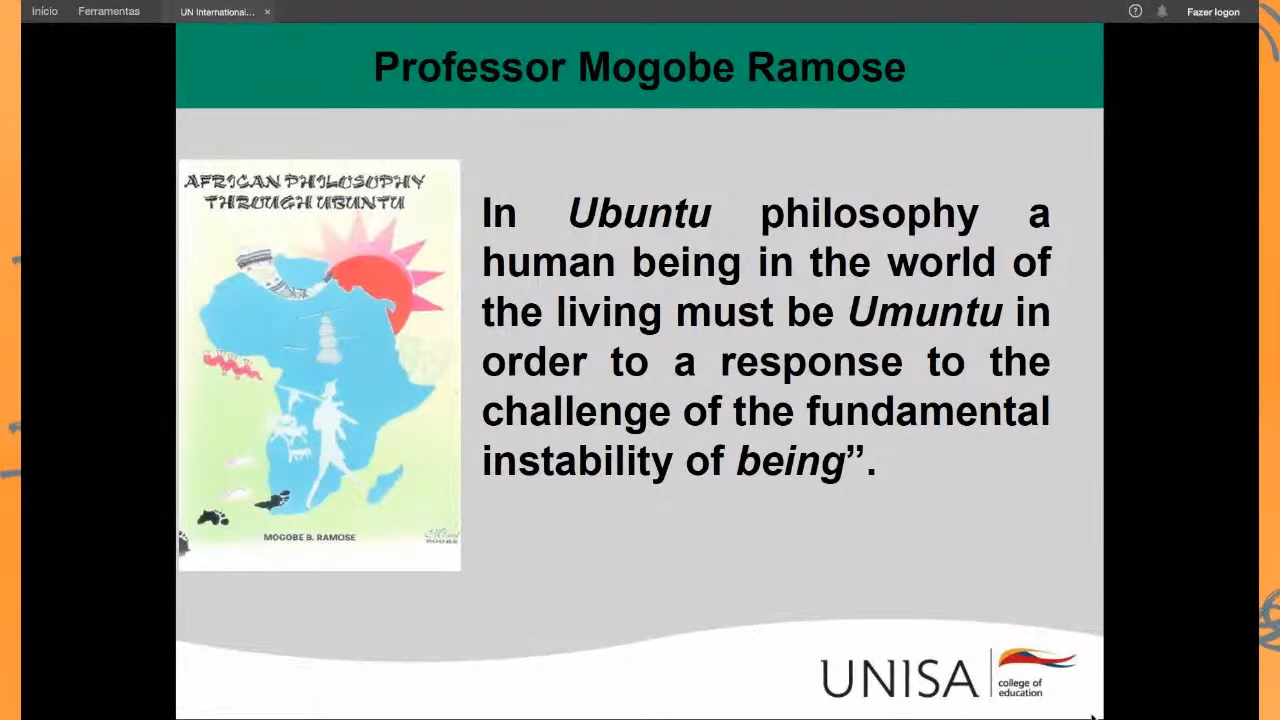 Início Ferramentas UN International... × ? Fazer logon
Professor Mogobe Ramose
AFRICAN PHILOSOPHY
THROUGH UBUNTU
MOGOBE B. RAMOSE
BOOKS
In Ubuntu philosophy a
human being in the world of
the living must be Umuntu in
order to a response to the
challenge of the fundamental
instability of being”.
UNISA
college of
education